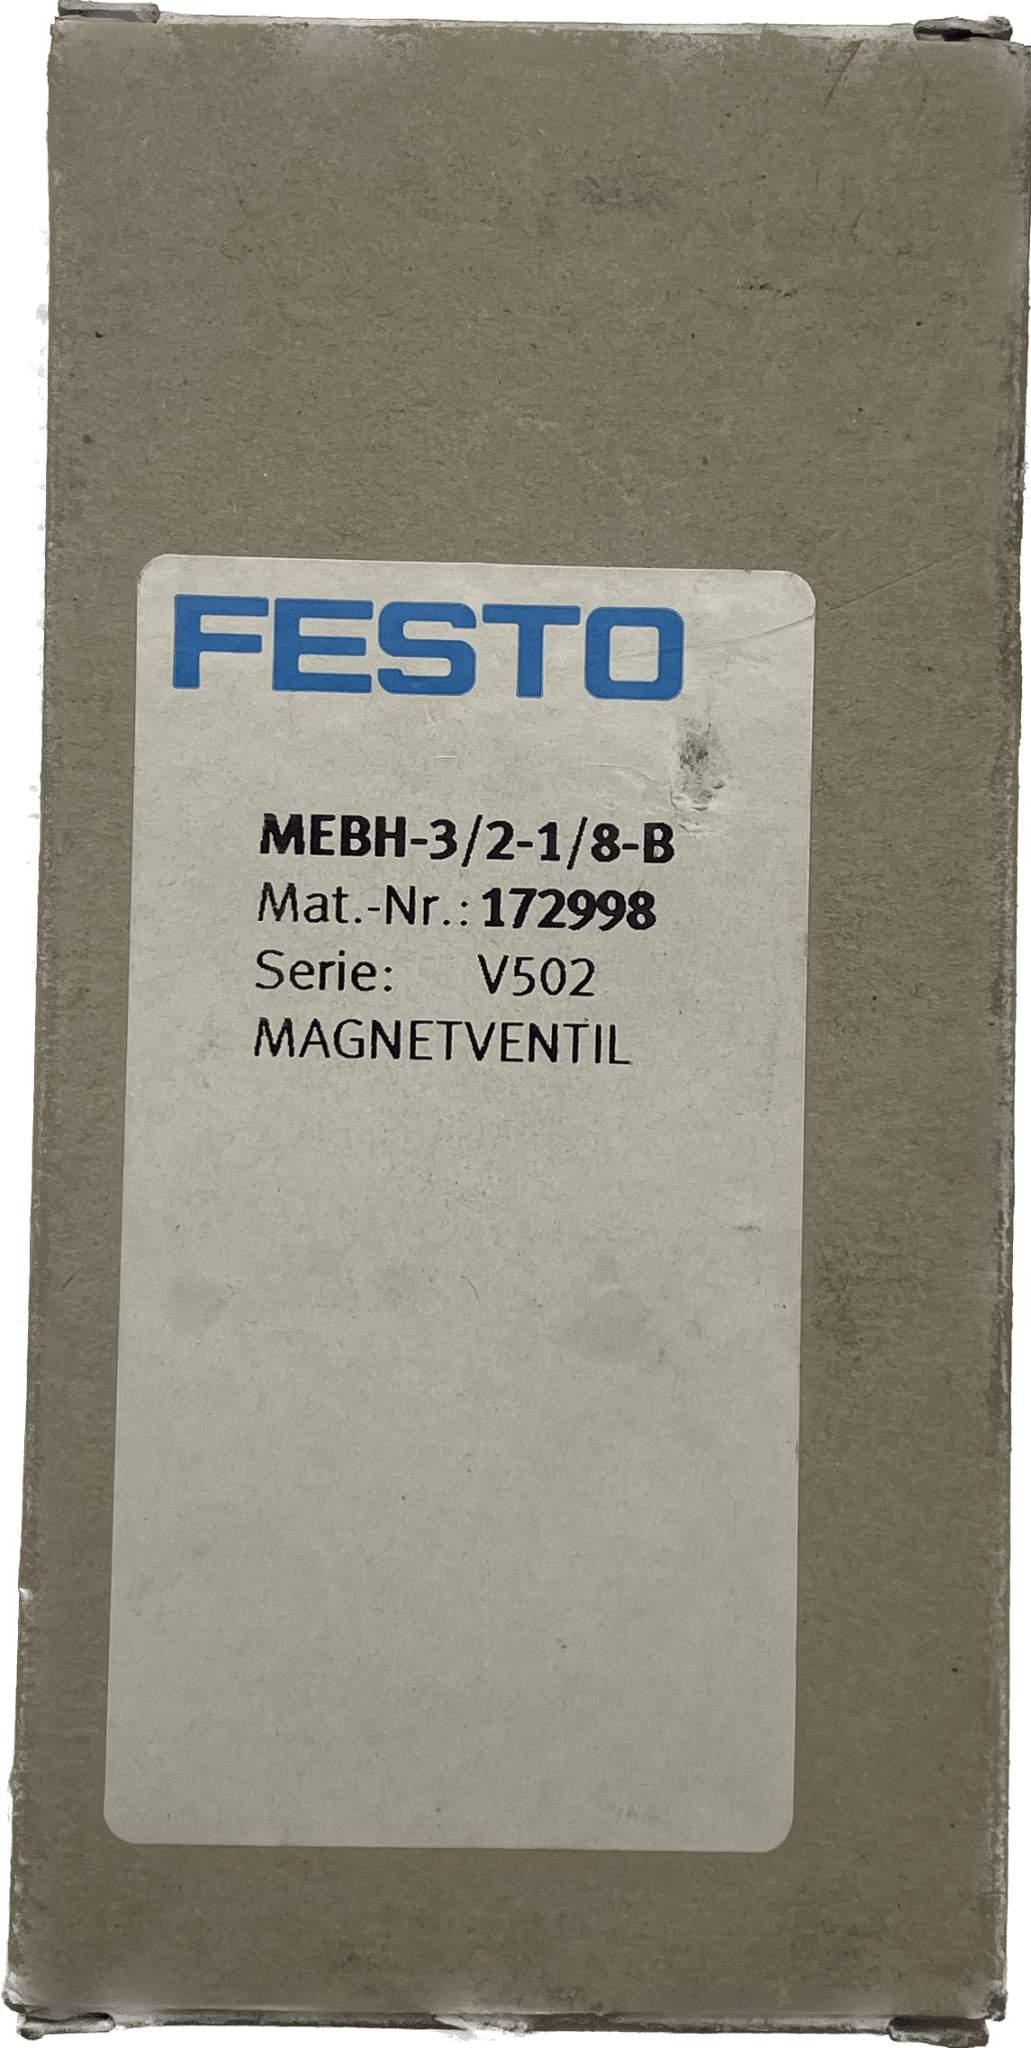 FESTO
MEBH-3/2-1/8-B
Mat.-Nr.: 172998
Serie: V502
MAGNETVENTIL